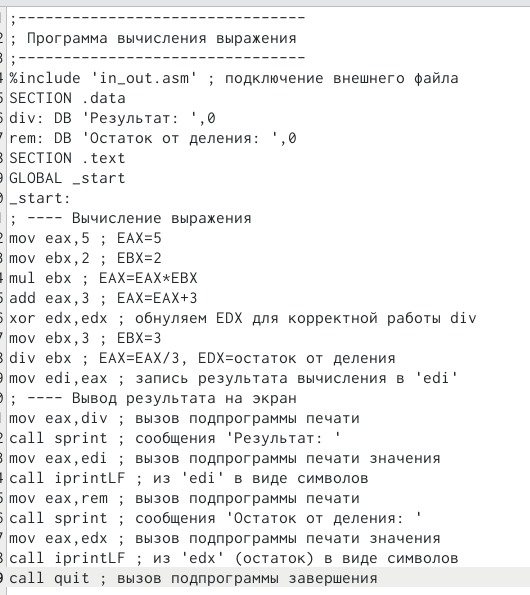 ;--------------------------------
; Программа вычисления выражения
;--------------------------------
%include 'in_out.asm' ; подключение внешнего файла
SECTION .data
div: DB 'Результат: ',0
rem: DB 'Остаток от деления: ',0
SECTION .text
GLOBAL _start
_start:
; ---- Вычисление выражения
mov eax,5 ; EAX=5
mov ebx,2 ; EBX=2
mul ebx ; EAX=EAX*EBX
add eax,3 ; EAX=EAX+3
xor edx,edx ; обнуляем EDX для корректной работы div
mov ebx,3 ; EBX=3
div ebx ; EAX=EAX/3, EDX=остаток от деления
mov edi,eax ; запись результата вычисления в 'edi'
; ---- Вывод результата на экран
mov eax,div ; вызов подпрограммы печати
call sprint ; сообщения 'Результат: '
mov eax,edi ; вызов подпрограммы печати значения
call iprintLF ; из 'edi' в виде символов
mov eax,rem ; вызов подпрограммы печати
call sprint ; сообщения 'Остаток от деления: '
mov eax,edx ; вызов подпрограммы печати значения
call iprintLF ; из 'edx' (остаток) в виде символов
call quit ; вызов подпрограммы завершения